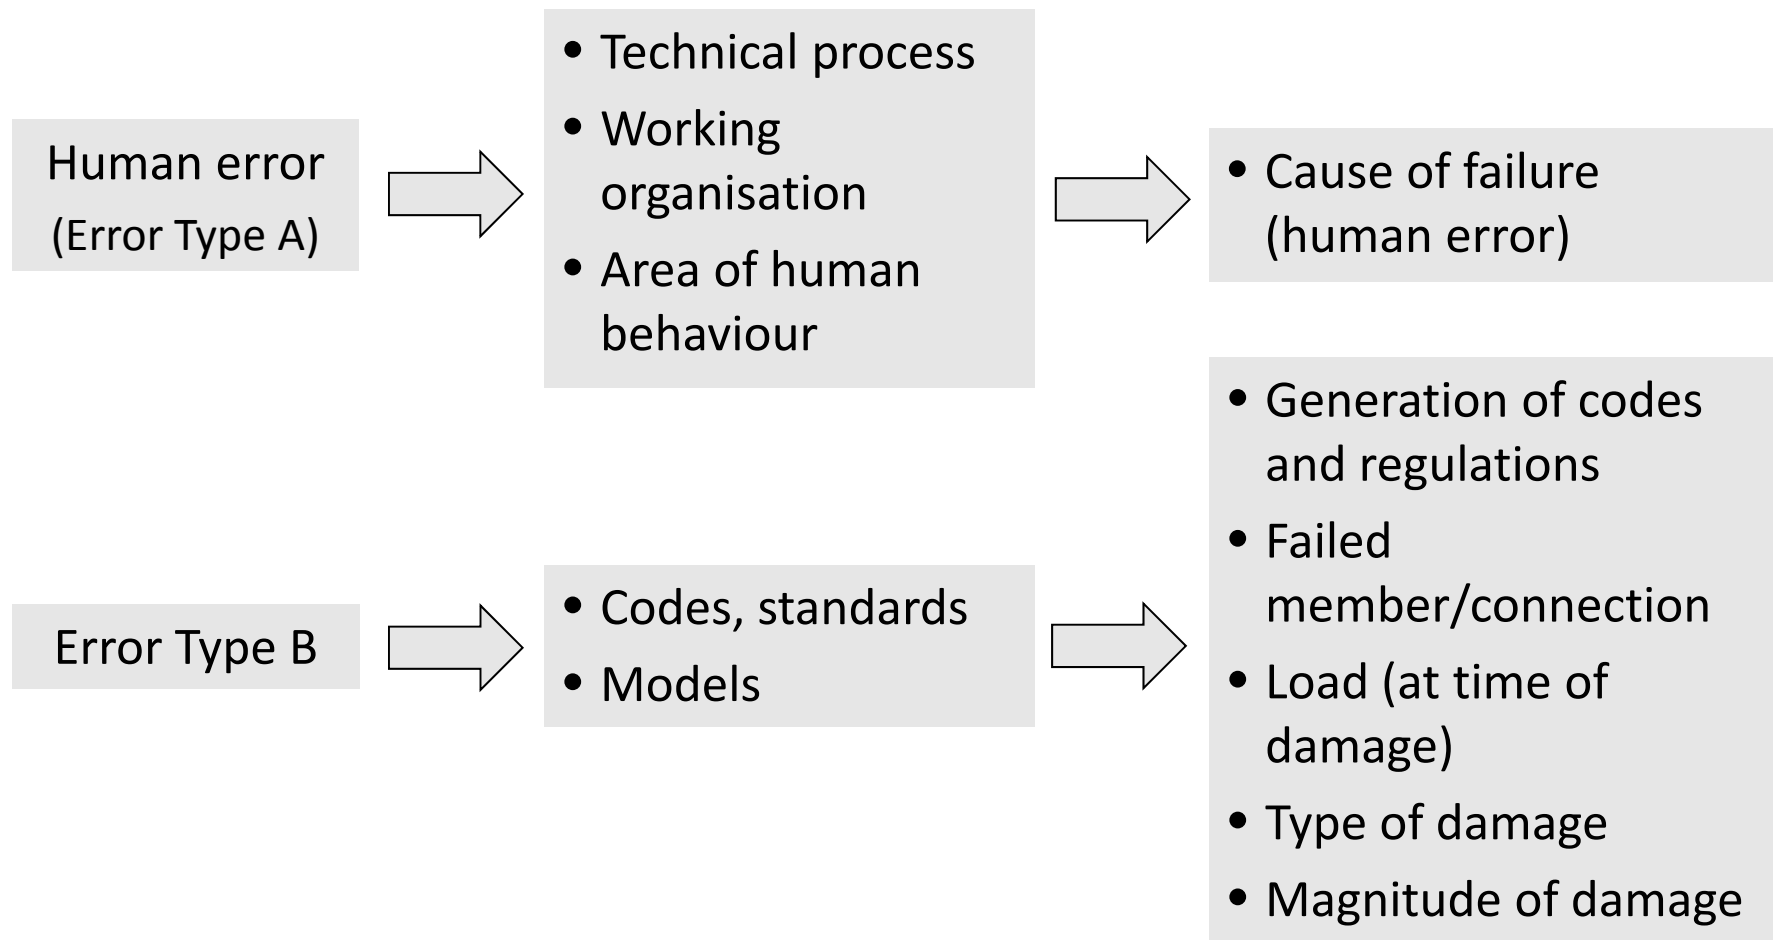 Human error
(Error Type A)
• Technical process
• Working
organisation
• Area of human
behaviour
• Cause of failure
(human error)
Error Type B
• Codes, standards
• Models
• Generation of codes
and regulations
• Failed
member/connection
• Load (at time of
damage)
• Type of damage
• Magnitude of damage